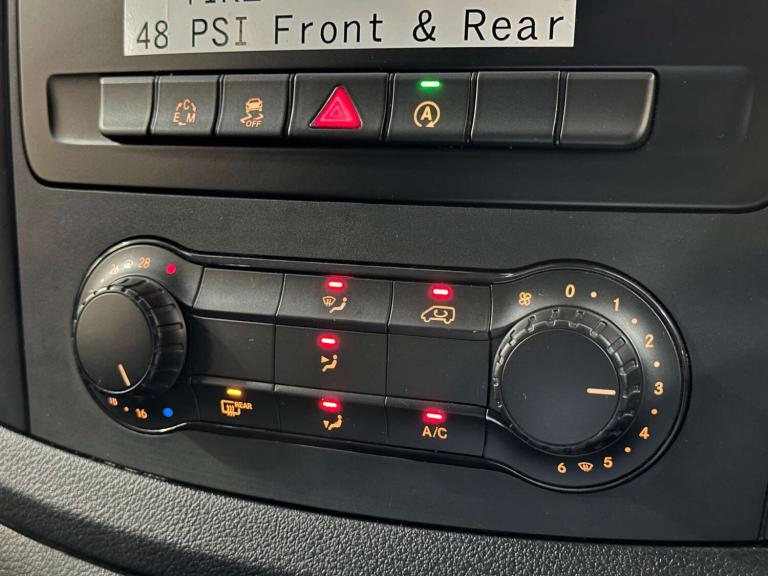 48 PSI Front & Rear
C
E M
OFF
A
28
0
1
2
3
4
5
6
16
REAR
A/C